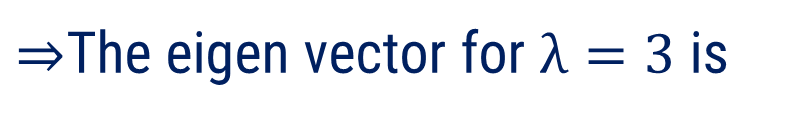 ⇒The eigen vector for λ = 3 is